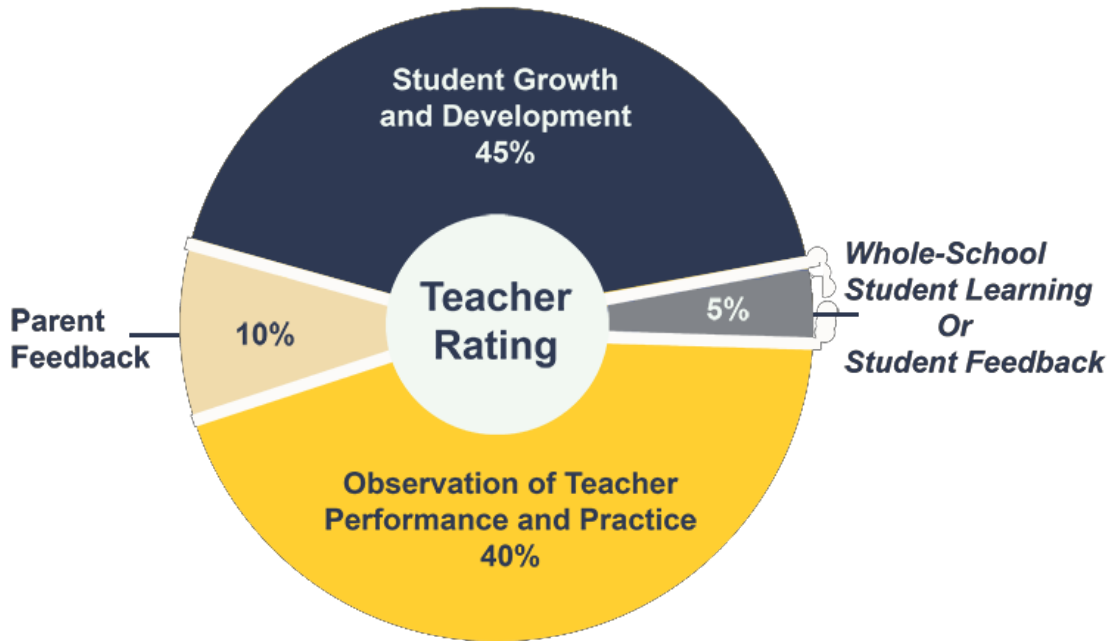 Student Growth
and Development
45%
Whole-School
Student Learning
Or
Student Feedback
5%
Teacher
Rating
Parent
Feedback
10%
Observation of Teacher
Performance and Practice
40%